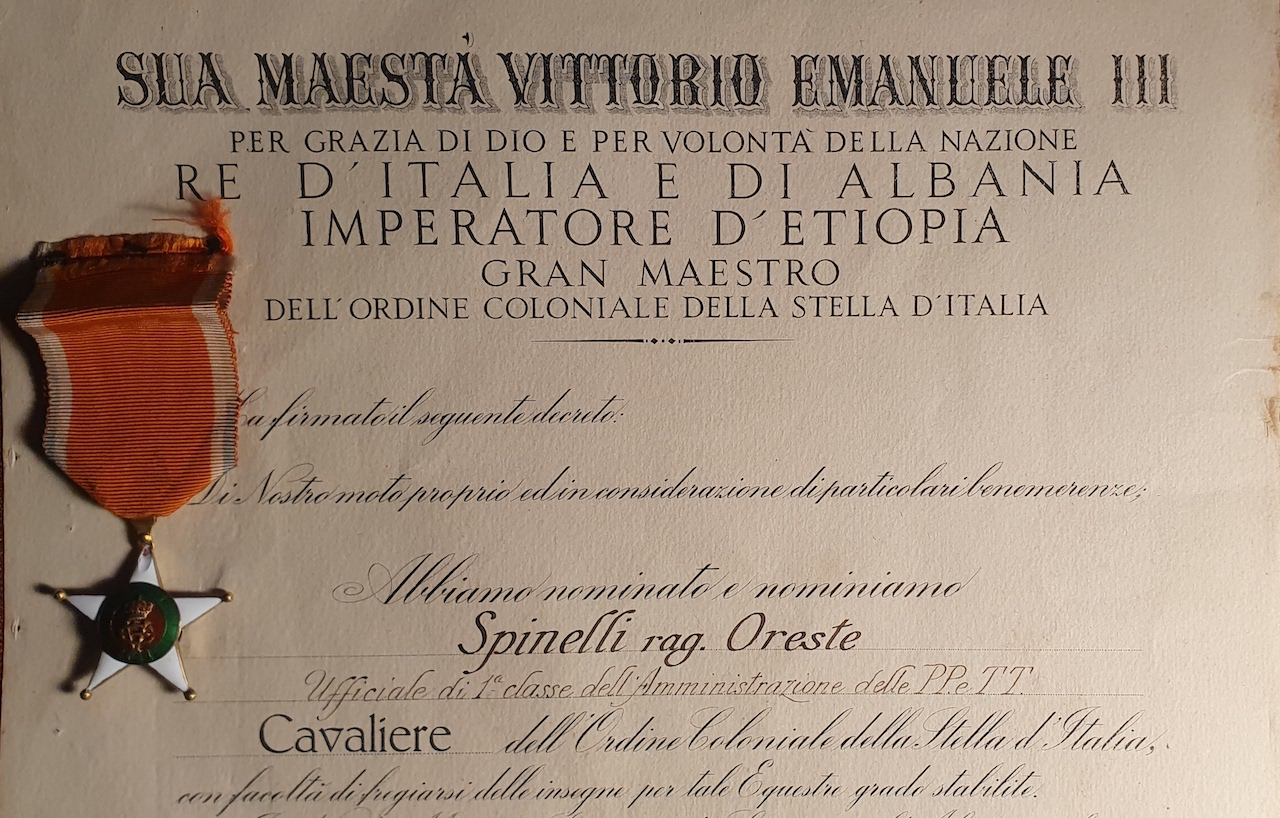 SUA MAESTÀ VITTORIO EMANUELE III
PER GRAZIA DI DIO E PER VOLONTÀ DELLA NAZIONE
RE D'ITALIA E DI ALBANIA
IMPERATORE D'ETIOPIA
GRAN MAESTRO
DELL'ORDINE COLONIALE DELLA STELLA D'ITALIA
Ha firmato il seguente decreto:
Di Nostro moto proprio ed in considerazione di particolari benemerenze;
Abbiamo nominato e nominiamo
Spinelli rag. Oreste
Ufficiale di 1ª classe dell'Amministrazione delle PP. e TT.
Cavaliere dell'Ordine Coloniale della Stella d'Italia,
con facoltà di fregiarsi delle insegne per tale Equestre grado stabilite.